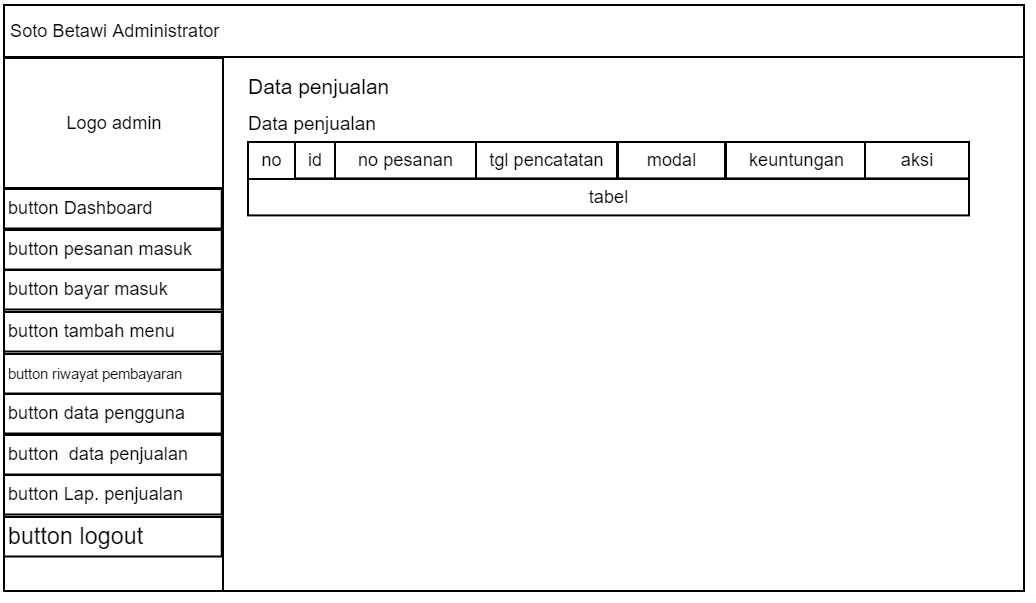 Soto Betawi Administrator
Logo admin
button Dashboard
button pesanan masuk
button bayar masuk
button tambah menu
button riwayat pembayaran
button data pengguna
button  data penjualan
button Lap. penjualan
button logout
Data penjualan
Data penjualan
no id no pesanan tgl pencatatan modal keuntungan aksi
tabel